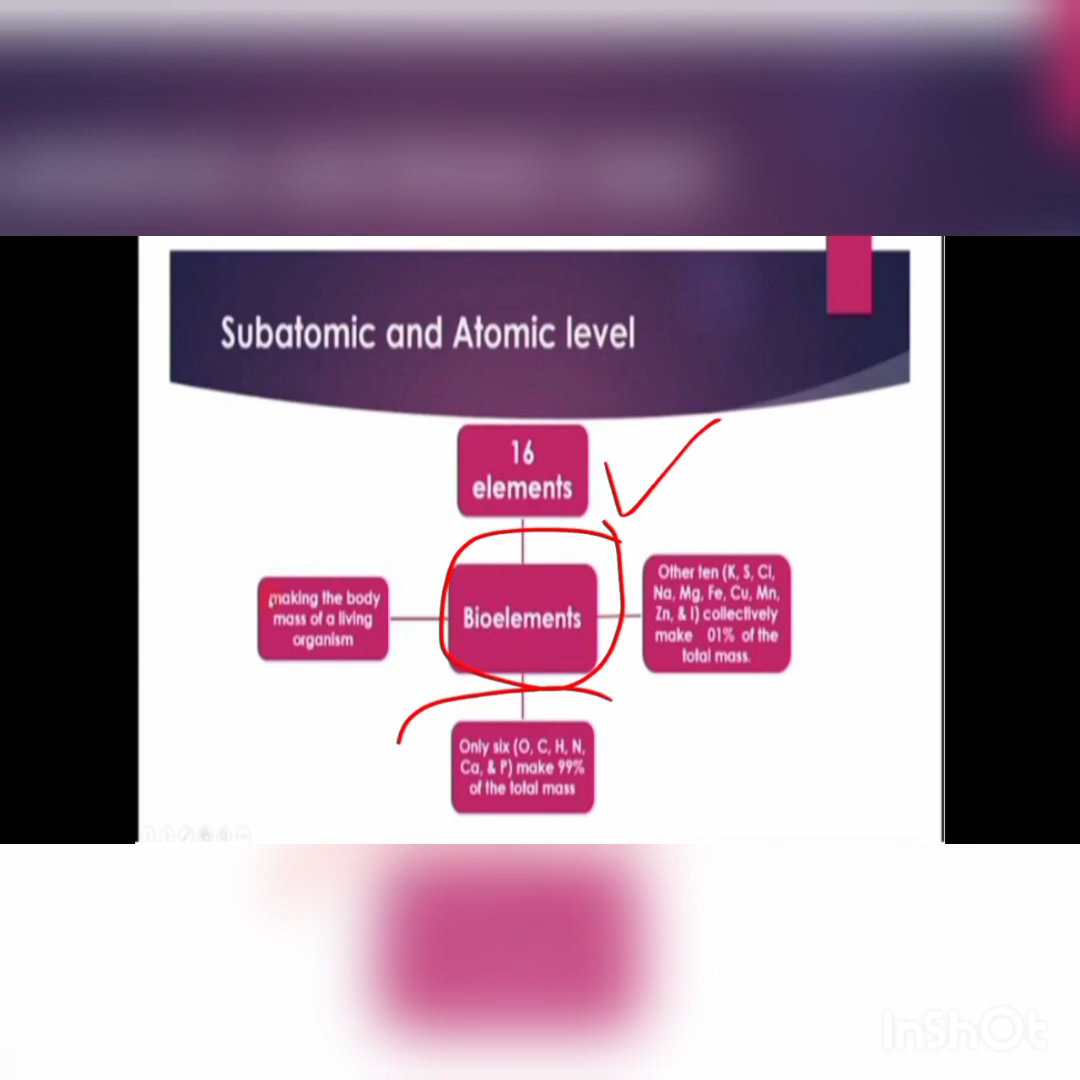 Subatomic and Atomic level
16
elements
making the body
mass of a living
organism
Bioelements
Other ten (K, S, Cl,
Na, Mg, Fe, Cu, Mn,
Zn, & I) collectively
make 01% of the
total mass.
Only six (O, C, H, N,
Ca, & P) make 99%
of the total mass
InShOt